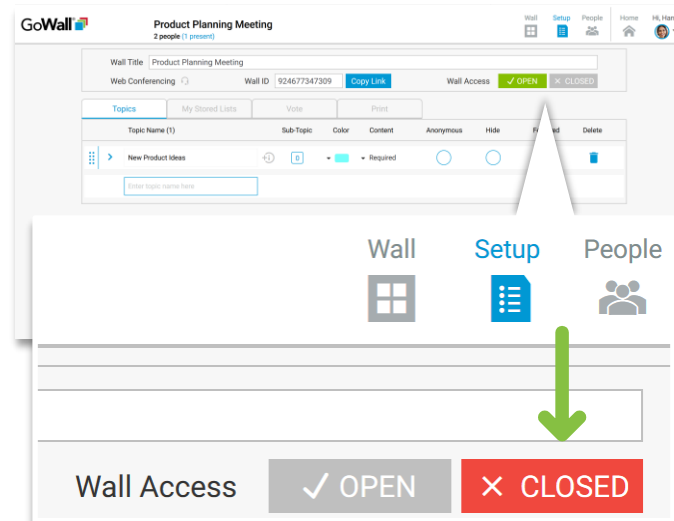 GoWall
Product Planning Meeting
2 people (1 present)
Wall Setup People Home Hi, Han
Wall Title Product Planning Meeting
Web Conferencing Wall ID 924677347309 Copy Link Wall Access OPEN CLOSED
Topics My Stored Lists Vote Print
Topic Name (1) Sub-Topic Color Content Anonymous Hide Delete
New Product Ideas +1 0 Required
Enter topic name here
Wall Setup People
Wall Access OPEN CLOSED